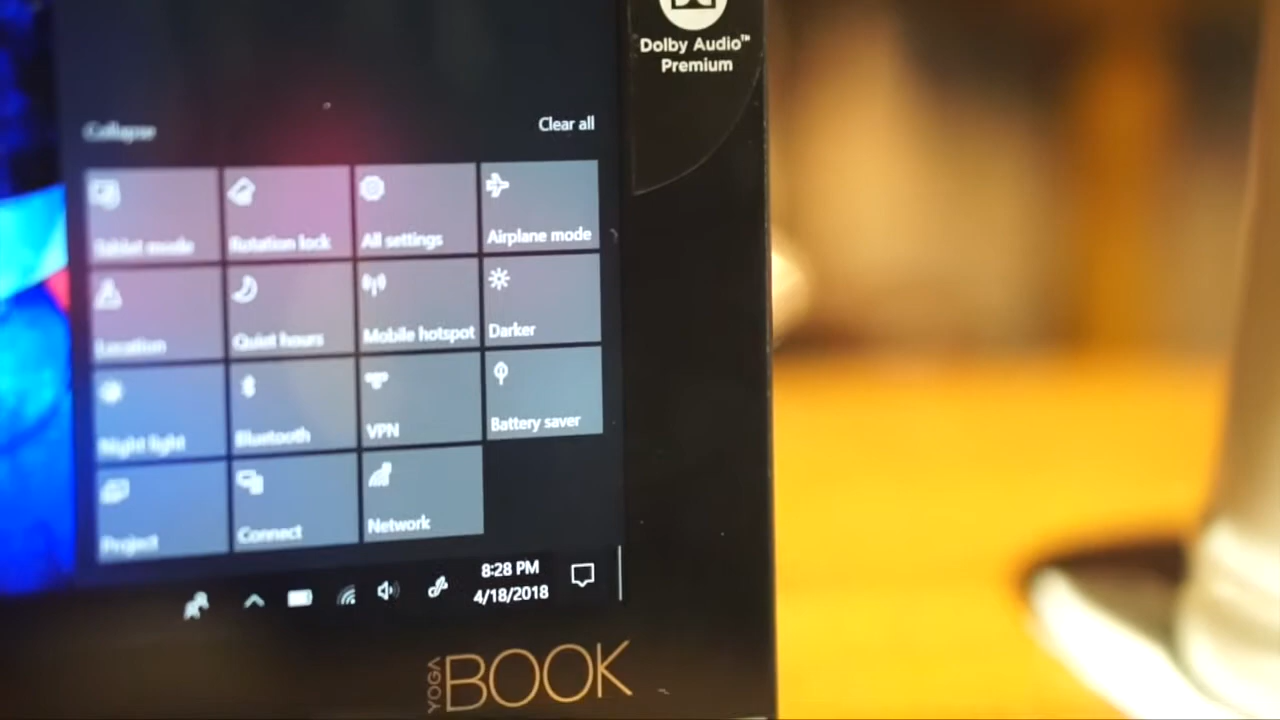 Dolby Audio™
Premium
Collapse
Clear all
Tablet mode
Rotation lock
All settings
Airplane mode
Location
Quiet hours
Mobile hotspot
Darker
Night light
Bluetooth
VPN
Battery saver
Project
Connect
Network
8:28 PM
4/18/2018
YOGA BOOK